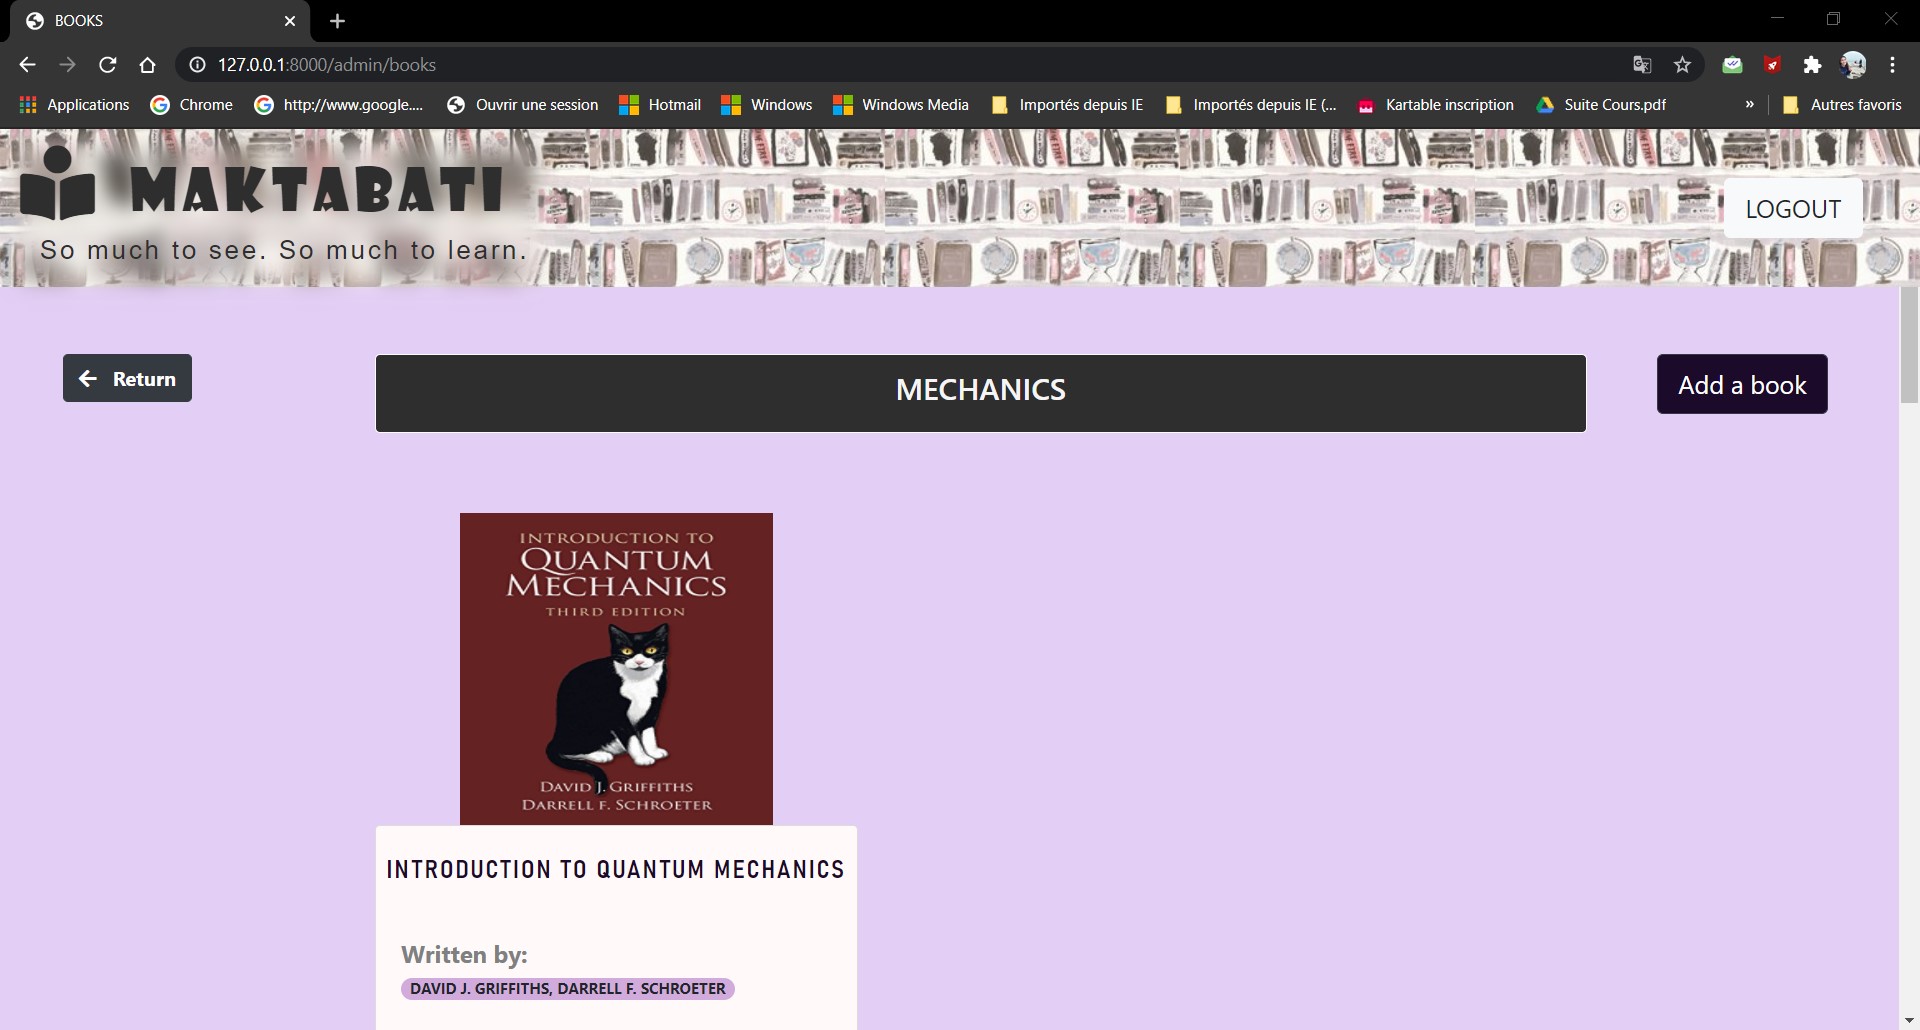 BOOKS
127.0.0.1:8000/admin/books
Applications Chrome http://www.google.... Ouvrir une session Hotmail Windows Windows Media Importés depuis IE Importés depuis IE (... Kartable inscription Suite Cours.pdf » Autres favoris
MAKTABATI
So much to see. So much to learn.
LOGOUT
Return
MECHANICS
Add a book
INTRODUCTION TO
QUANTUM
MECHANICS
THIRD EDITION
DAVID J. GRIFFITHS
DARRELL F. SCHROETER
INTRODUCTION TO QUANTUM MECHANICS
Written by:
DAVID J. GRIFFITHS, DARRELL F. SCHROETER